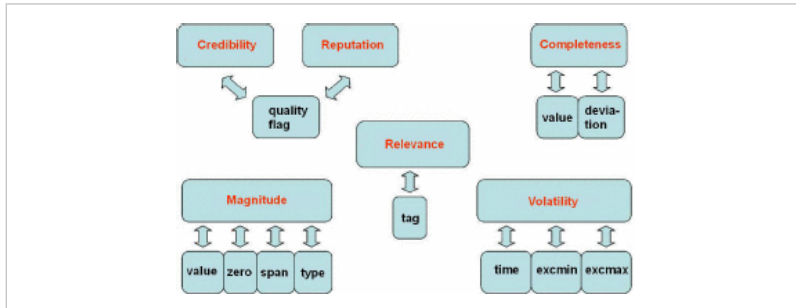 Credibility
Reputation
Completeness
quality
flag
value
devia-
tion
Relevance
tag
Magnitude
value
zero
span
type
Volatility
time
excmin
excmax